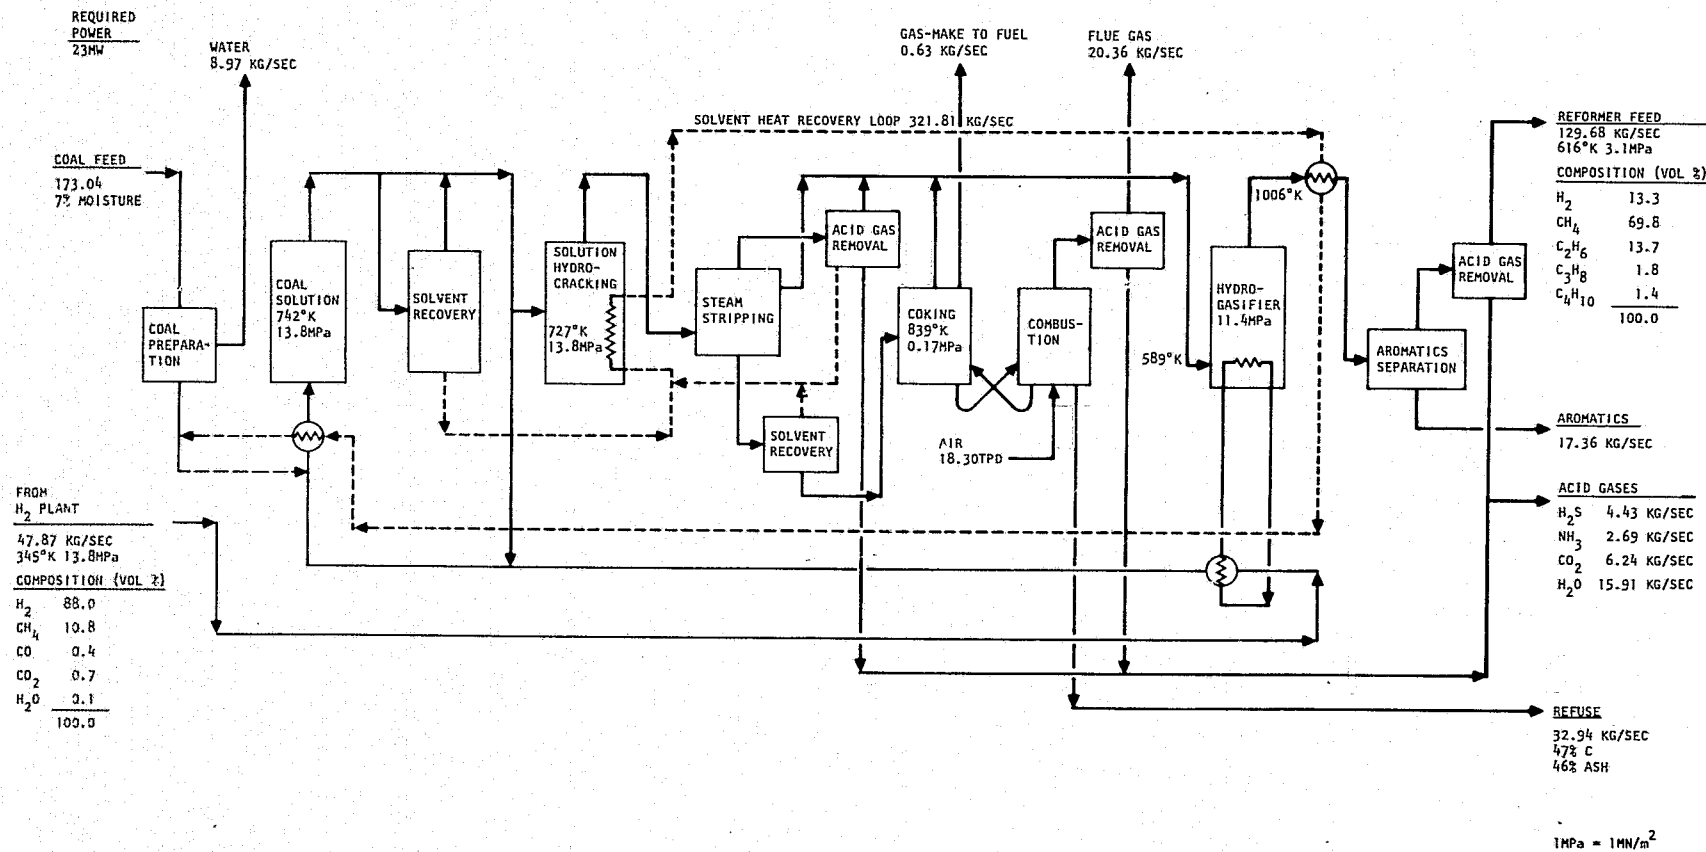 REQUIRED
POWER
23MW
WATER
8.97 KG/SEC
GAS-MAKE TO FUEL
0.63 KG/SEC
FLUE GAS
20.36 KG/SEC
SOLVENT HEAT RECOVERY LOOP 321.81 KG/SEC
COAL FEED
173.04
7% MOISTURE
COAL
PREPARA-
TION
COAL
SOLUTION
742°K
13.8MPa
SOLVENT
RECOVERY
SOLUTION
HYDRO-
CRACKING
727°K
13.8MPa
STEAM
STRIPPING
ACID GAS
REMOVAL
SOLVENT
RECOVERY
COKING
839°K
0.17MPa
COMBUS-
TION
ACID GAS
REMOVAL
AIR
18.30TPD
HYDRO-
GASIFIER
11.4MPa
589°K
1006°K
AROMATICS
SEPARATION
ACID GAS
REMOVAL
REFORMER FEED
129.68 KG/SEC
616°K 3.1MPa
COMPOSITION (VOL %)
H2 13.3
CH4 69.8
C2H6 13.7
C3H8 1.8
C4H10 1.4
100.0
AROMATICS
17.36 KG/SEC
ACID GASES
H2S 4.43 KG/SEC
NH3 2.69 KG/SEC
CO2 6.24 KG/SEC
H2O 15.91 KG/SEC
FROM
H2 PLANT
47.87 KG/SEC
345°K 13.8MPa
COMPOSITION (VOL %)
H2 88.0
CH4 10.8
CO 0.4
CO2 0.7
H2O 0.1
100.0
REFUSE
32.94 KG/SEC
47% C
46% ASH
1MPa = 1MN/m2